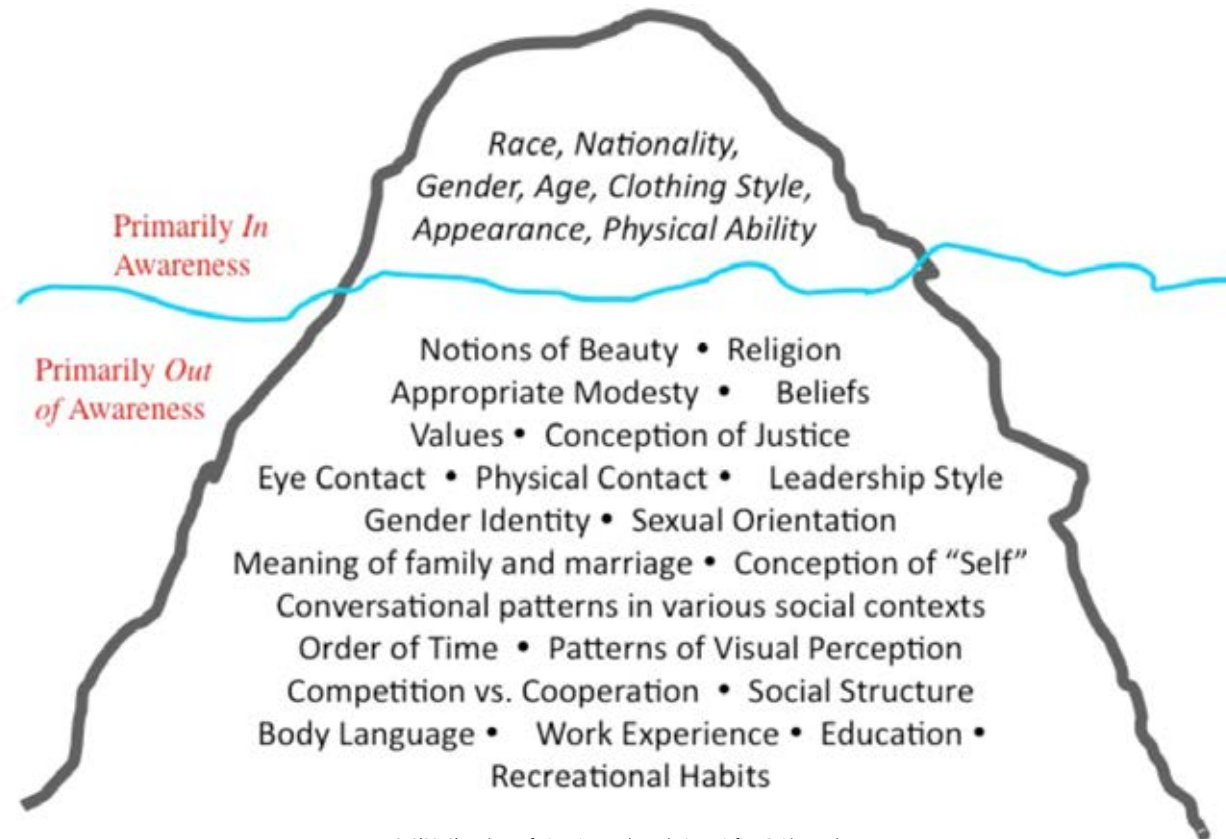 Race, Nationality,
Gender, Age, Clothing Style,
Appearance, Physical Ability
Primarily In
Awareness
Primarily Out
of Awareness
Notions of Beauty • Religion
Appropriate Modesty • Beliefs
Values • Conception of Justice
Eye Contact • Physical Contact • Leadership Style
Gender Identity • Sexual Orientation
Meaning of family and marriage • Conception of “Self”
Conversational patterns in various social contexts
Order of Time • Patterns of Visual Perception
Competition vs. Cooperation • Social Structure
Body Language • Work Experience • Education •
Recreational Habits